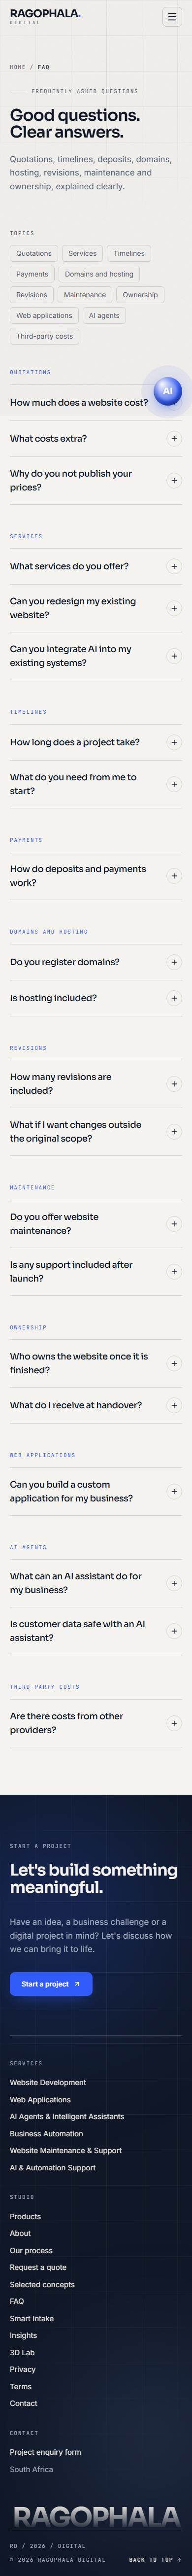 RAGOPHALA.
DIGITAL
HOME / FAQ
FREQUENTLY ASKED QUESTIONS
Good questions.
Clear answers.
Quotations, timelines, deposits, domains,
hosting, revisions, maintenance and
ownership, explained clearly.
TOPICS
Quotations
Services
Timelines
Payments
Domains and hosting
Revisions
Maintenance
Ownership
Web applications
AI agents
Third-party costs
QUOTATIONS
How much does a website cost?
AI
What costs extra?
Why do you not publish your
prices?
SERVICES
What services do you offer?
Can you redesign my existing
website?
Can you integrate AI into my
existing systems?
TIMELINES
How long does a project take?
What do you need from me to
start?
PAYMENTS
How do deposits and payments
work?
DOMAINS AND HOSTING
Do you register domains?
Is hosting included?
REVISIONS
How many revisions are
included?
What if I want changes outside
the original scope?
MAINTENANCE
Do you offer website
maintenance?
Is any support included after
launch?
OWNERSHIP
Who owns the website once it is
finished?
What do I receive at handover?
WEB APPLICATIONS
Can you build a custom
application for my business?
AI AGENTS
What can an AI assistant do for
my business?
Is customer data safe with an AI
assistant?
THIRD-PARTY COSTS
Are there costs from other
providers?
START A PROJECT
Let's build something
meaningful.
Have an idea, a business challenge or a
digital project in mind? Let's discuss how
we can bring it to life.
Start a project ↗
SERVICES
Website Development
Web Applications
AI Agents & Intelligent Assistants
Business Automation
Website Maintenance & Support
AI & Automation Support
STUDIO
Products
About
Our process
Request a quote
Selected concepts
FAQ
Smart Intake
Insights
3D Lab
Privacy
Terms
Contact
CONTACT
Project enquiry form
South Africa
RAGOPHALA
RD / 2026 / DIGITAL
© 2026 RAGOPHALA DIGITAL
BACK TO TOP ↑